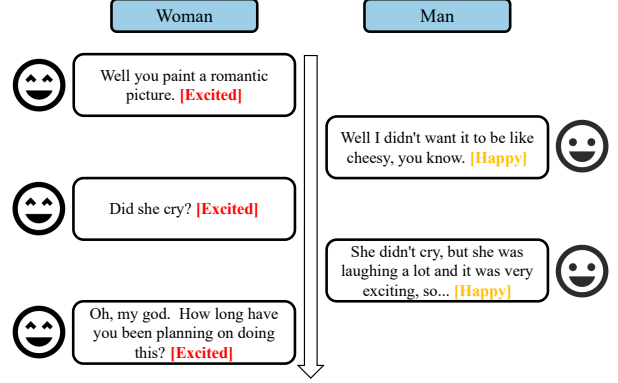 Woman
Man
Well you paint a romantic
picture. [Excited]
Well I didn't want it to be like
cheesy, you know. [Happy]
Did she cry? [Excited]
She didn't cry, but she was
laughing a lot and it was very
exciting, so... [Happy]
Oh, my god.  How long have
you been planning on doing
this? [Excited]